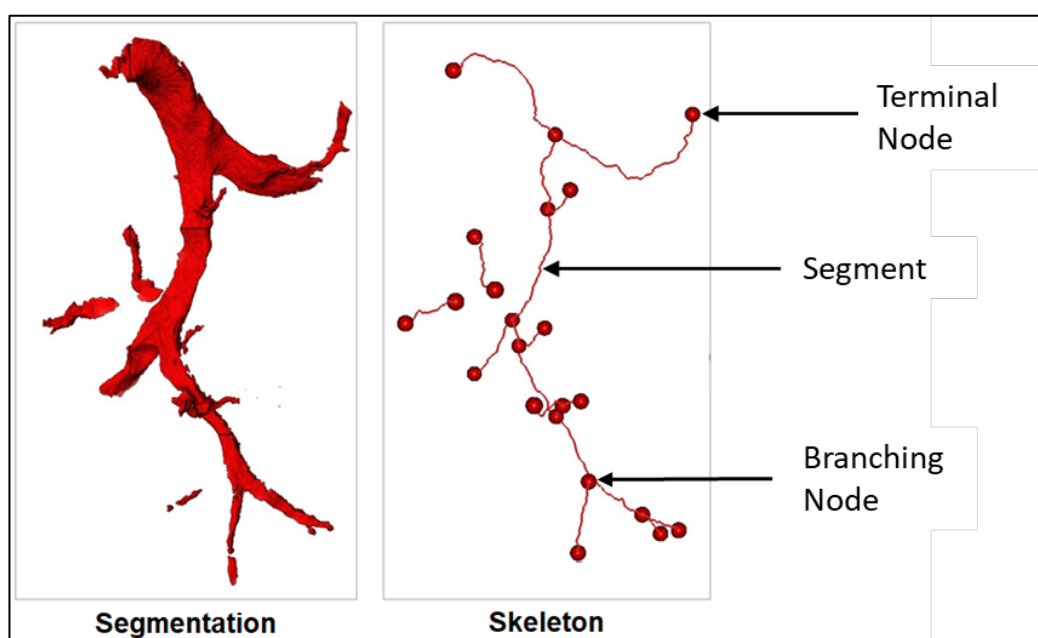 Terminal
Node
Segment
Branching
Node
Segmentation
Skeleton